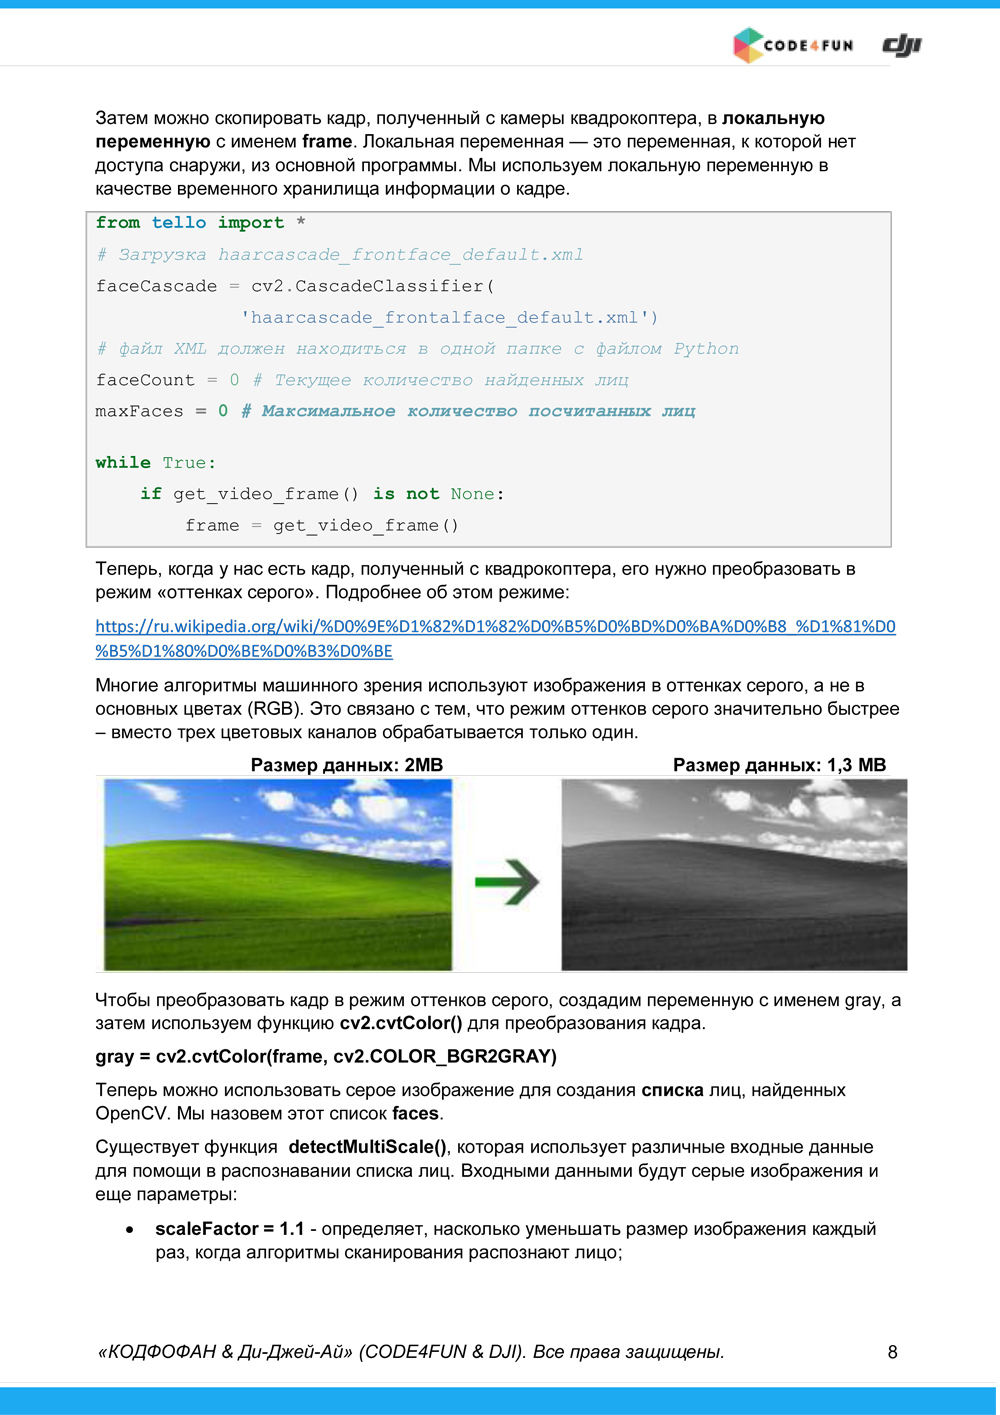 CODE4FUN dji
Затем можно скопировать кадр, полученный с камеры квадрокоптера, в локальную
переменную с именем frame. Локальная переменная — это переменная, к которой нет
доступа снаружи, из основной программы. Мы используем локальную переменную в
качестве временного хранилища информации о кадре.
from tello import *
# Загрузка haarcascade_frontface_default.xml
faceCascade = cv2.CascadeClassifier(
'haarcascade_frontalface_default.xml')
# файл XML должен находиться в одной папке с файлом Python
faceCount = 0 # Текущее количество найденных лиц
maxFaces = 0 # Максимальное количество посчитанных лиц
while True:
if get_video_frame() is not None:
frame = get_video_frame()
Теперь, когда у нас есть кадр, полученный с квадрокоптера, его нужно преобразовать в
режим «оттенках серого». Подробнее об этом режиме:
https://ru.wikipedia.org/wiki/%D0%9E%D1%82%D1%82%D0%B5%D0%BD%D0%BA%D0%B8_%D1%81%D0
%B5%D1%80%D0%BE%D0%B3%D0%BE
Многие алгоритмы машинного зрения используют изображения в оттенках серого, а не в
основных цветах (RGB). Это связано с тем, что режим оттенков серого значительно быстрее
– вместо трех цветовых каналов обрабатывается только один.
Размер данных: 2MB Размер данных: 1,3 MB
Чтобы преобразовать кадр в режим оттенков серого, создадим переменную с именем gray, а
затем используем функцию cv2.cvtColor() для преобразования кадра.
gray = cv2.cvtColor(frame, cv2.COLOR_BGR2GRAY)
Теперь можно использовать серое изображение для создания списка лиц, найденных
OpenCV. Мы назовем этот список faces.
Существует функция detectMultiScale(), которая использует различные входные данные
для помощи в распознавании списка лиц. Входными данными будут серые изображения и
еще параметры:
• scaleFactor = 1.1 - определяет, насколько уменьшать размер изображения каждый
раз, когда алгоритмы сканирования распознают лицо;
«КОДФОФАН & Ди-Джей-Ай» (CODE4FUN & DJI). Все права защищены. 8